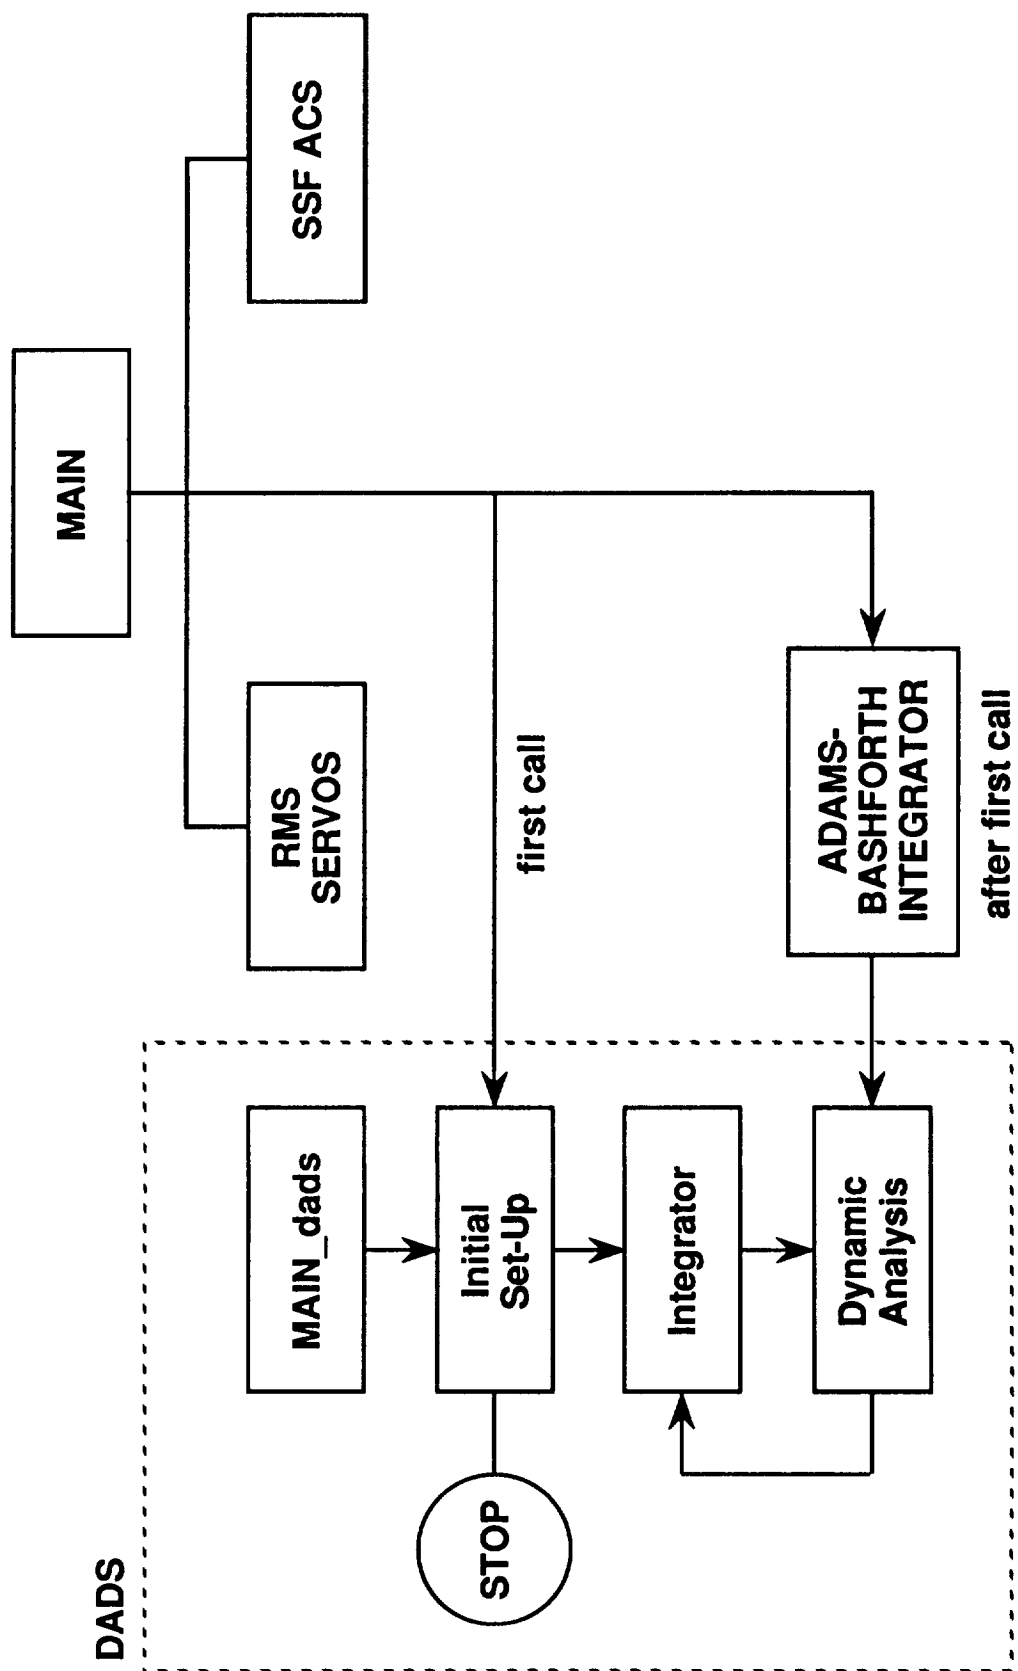 MAIN
RMS
SERVOS
SSF ACS
DADS
MAIN_dads
Initial
Set-Up
first call
STOP
Integrator
Dynamic
Analysis
ADAMS-
BASHFORTH
INTEGRATOR
after first call